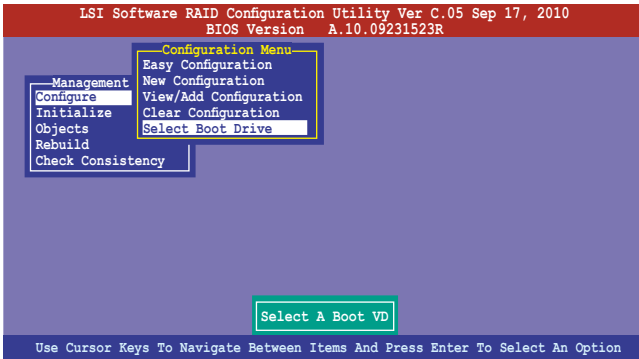 LSI Software RAID Configuration Utility Ver C.05 Sep 17, 2010
BIOS Version A.10.09231523R
Configuration Menu
Easy Configuration
New Configuration
View/Add Configuration
Clear Configuration
Select Boot Drive
Management
Configure
Initialize
Objects
Rebuild
Check Consistency
Select A Boot VD
Use Cursor Keys To Navigate Between Items And Press Enter To Select An Option